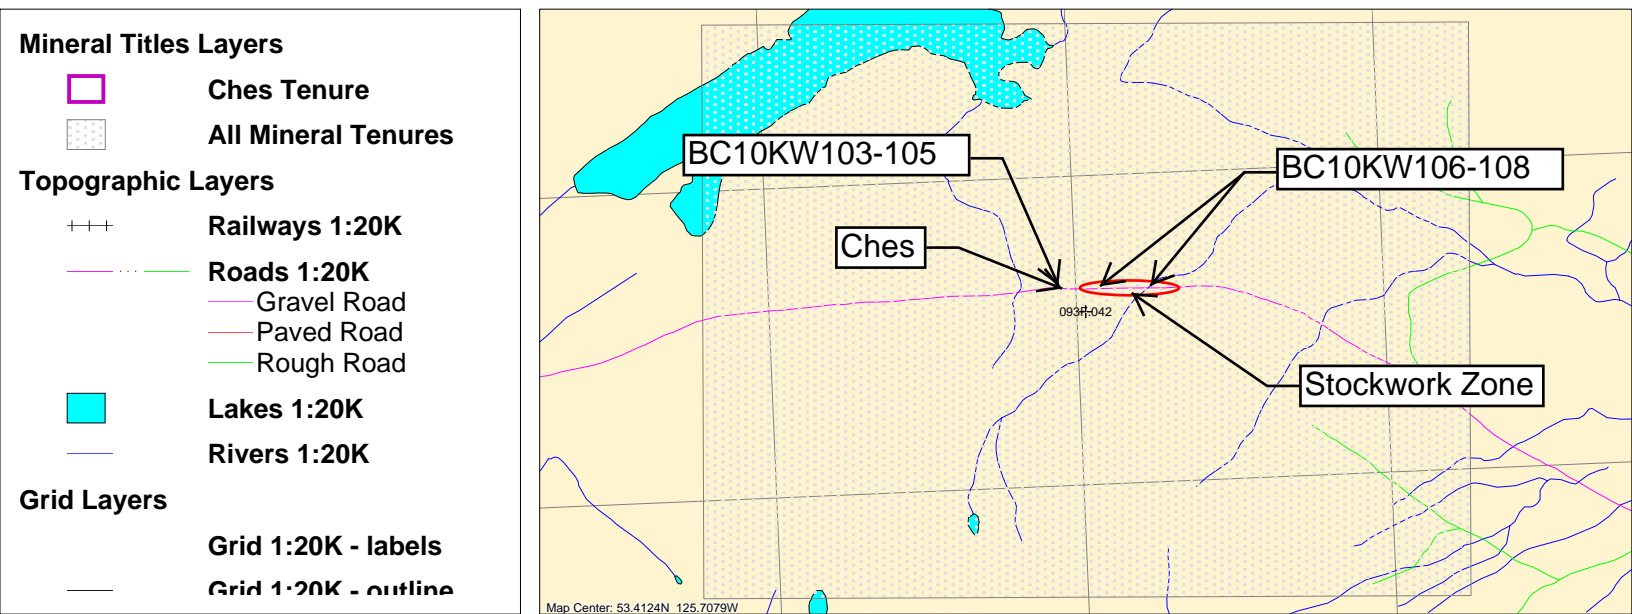 Mineral Titles Layers
Ches Tenure
All Mineral Tenures
Topographic Layers
Railways 1:20K
Roads 1:20K
Gravel Road
Paved Road
Rough Road
Lakes 1:20K
Rivers 1:20K
Grid Layers
Grid 1:20K - labels
Grid 1:20K - outline
BC10KW103-105
BC10KW106-108
Ches
Stockwork Zone
Map Center: 53.4124N 125.7079W